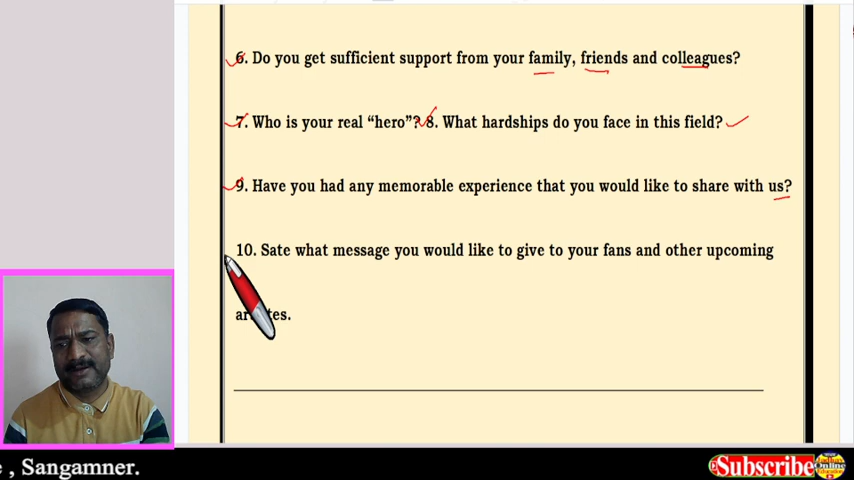 6. Do you get sufficient support from your family, friends and colleagues?
7. Who is your real “hero”? 8. What hardships do you face in this field?
9. Have you had any memorable experience that you would like to share with us?
10. Sate what message you would like to give to your fans and other upcoming
, Sangamner.
Subscribe
Online